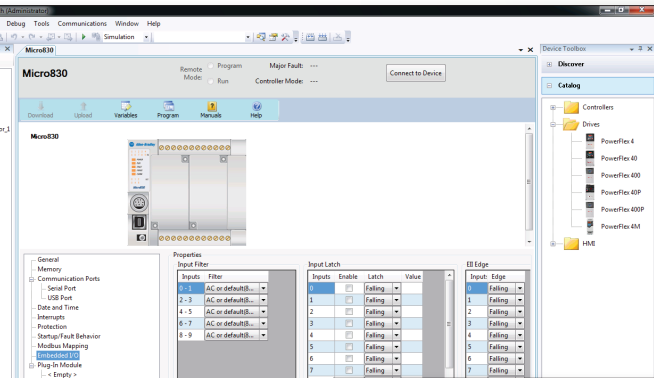 (Administrator)
Debug Tools Communications Window Help
Simulation
Micro830
Device Toolbox
Micro830
Remote Mode:
Program
Run
Major Fault: ---
Controller Mode: ---
Connect to Device
Download Upload Variables Program Manuals Help
Micro830
Allen-Bradley
Discover
Catalog
Controllers
Drives
PowerFlex 4
PowerFlex 40
PowerFlex 400
PowerFlex 40P
PowerFlex 400P
PowerFlex 4M
HMI
General
Memory
Communication Ports
Serial Port
USB Port
Date and Time
Interrupts
Protection
Startup/Fault Behavior
Modbus Mapping
Embedded I/O
Plug-In Module
< Empty >
Properties
Input Filter
Inputs Filter
0 - 1 AC or default(B...
2 - 3 AC or default(B...
4 - 5 AC or default(B...
6 - 7 AC or default(B...
8 - 9 AC or default(B...
Input Latch
Inputs Enable Latch Value
0 Falling
1 Falling
2 Falling
3 Falling
4 Falling
5 Falling
6 Falling
7 Falling
EII Edge
Input: Edge
0 Falling
1 Falling
2 Falling
3 Falling
4 Falling
5 Falling
6 Falling
7 Falling